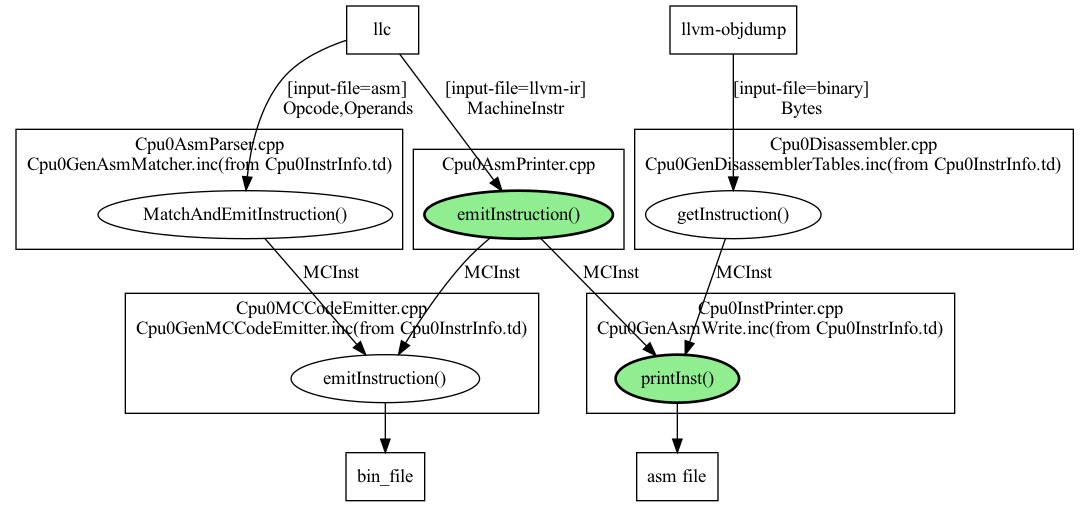 llc
llvm-objdump
[input-file=asm]
Opcode,Operands
[input-file=llvm-ir]
MachineInstr
[input-file=binary]
Bytes
Cpu0AsmParser.cpp
Cpu0GenAsmMatcher.inc(from Cpu0InstrInfo.td)
MatchAndEmitInstruction()
Cpu0AsmPrinter.cpp
emitInstruction()
Cpu0Disassembler.cpp
Cpu0GenDisassemblerTables.inc(from Cpu0InstrInfo.td)
getInstruction()
MCInst
MCInst
MCInst
MCInst
Cpu0MCCodeEmitter.cpp
Cpu0GenMCCodeEmitter.inc(from Cpu0InstrInfo.td)
emitInstruction()
Cpu0InstPrinter.cpp
Cpu0GenAsmWrite.inc(from Cpu0InstrInfo.td)
printInst()
bin_file
asm file